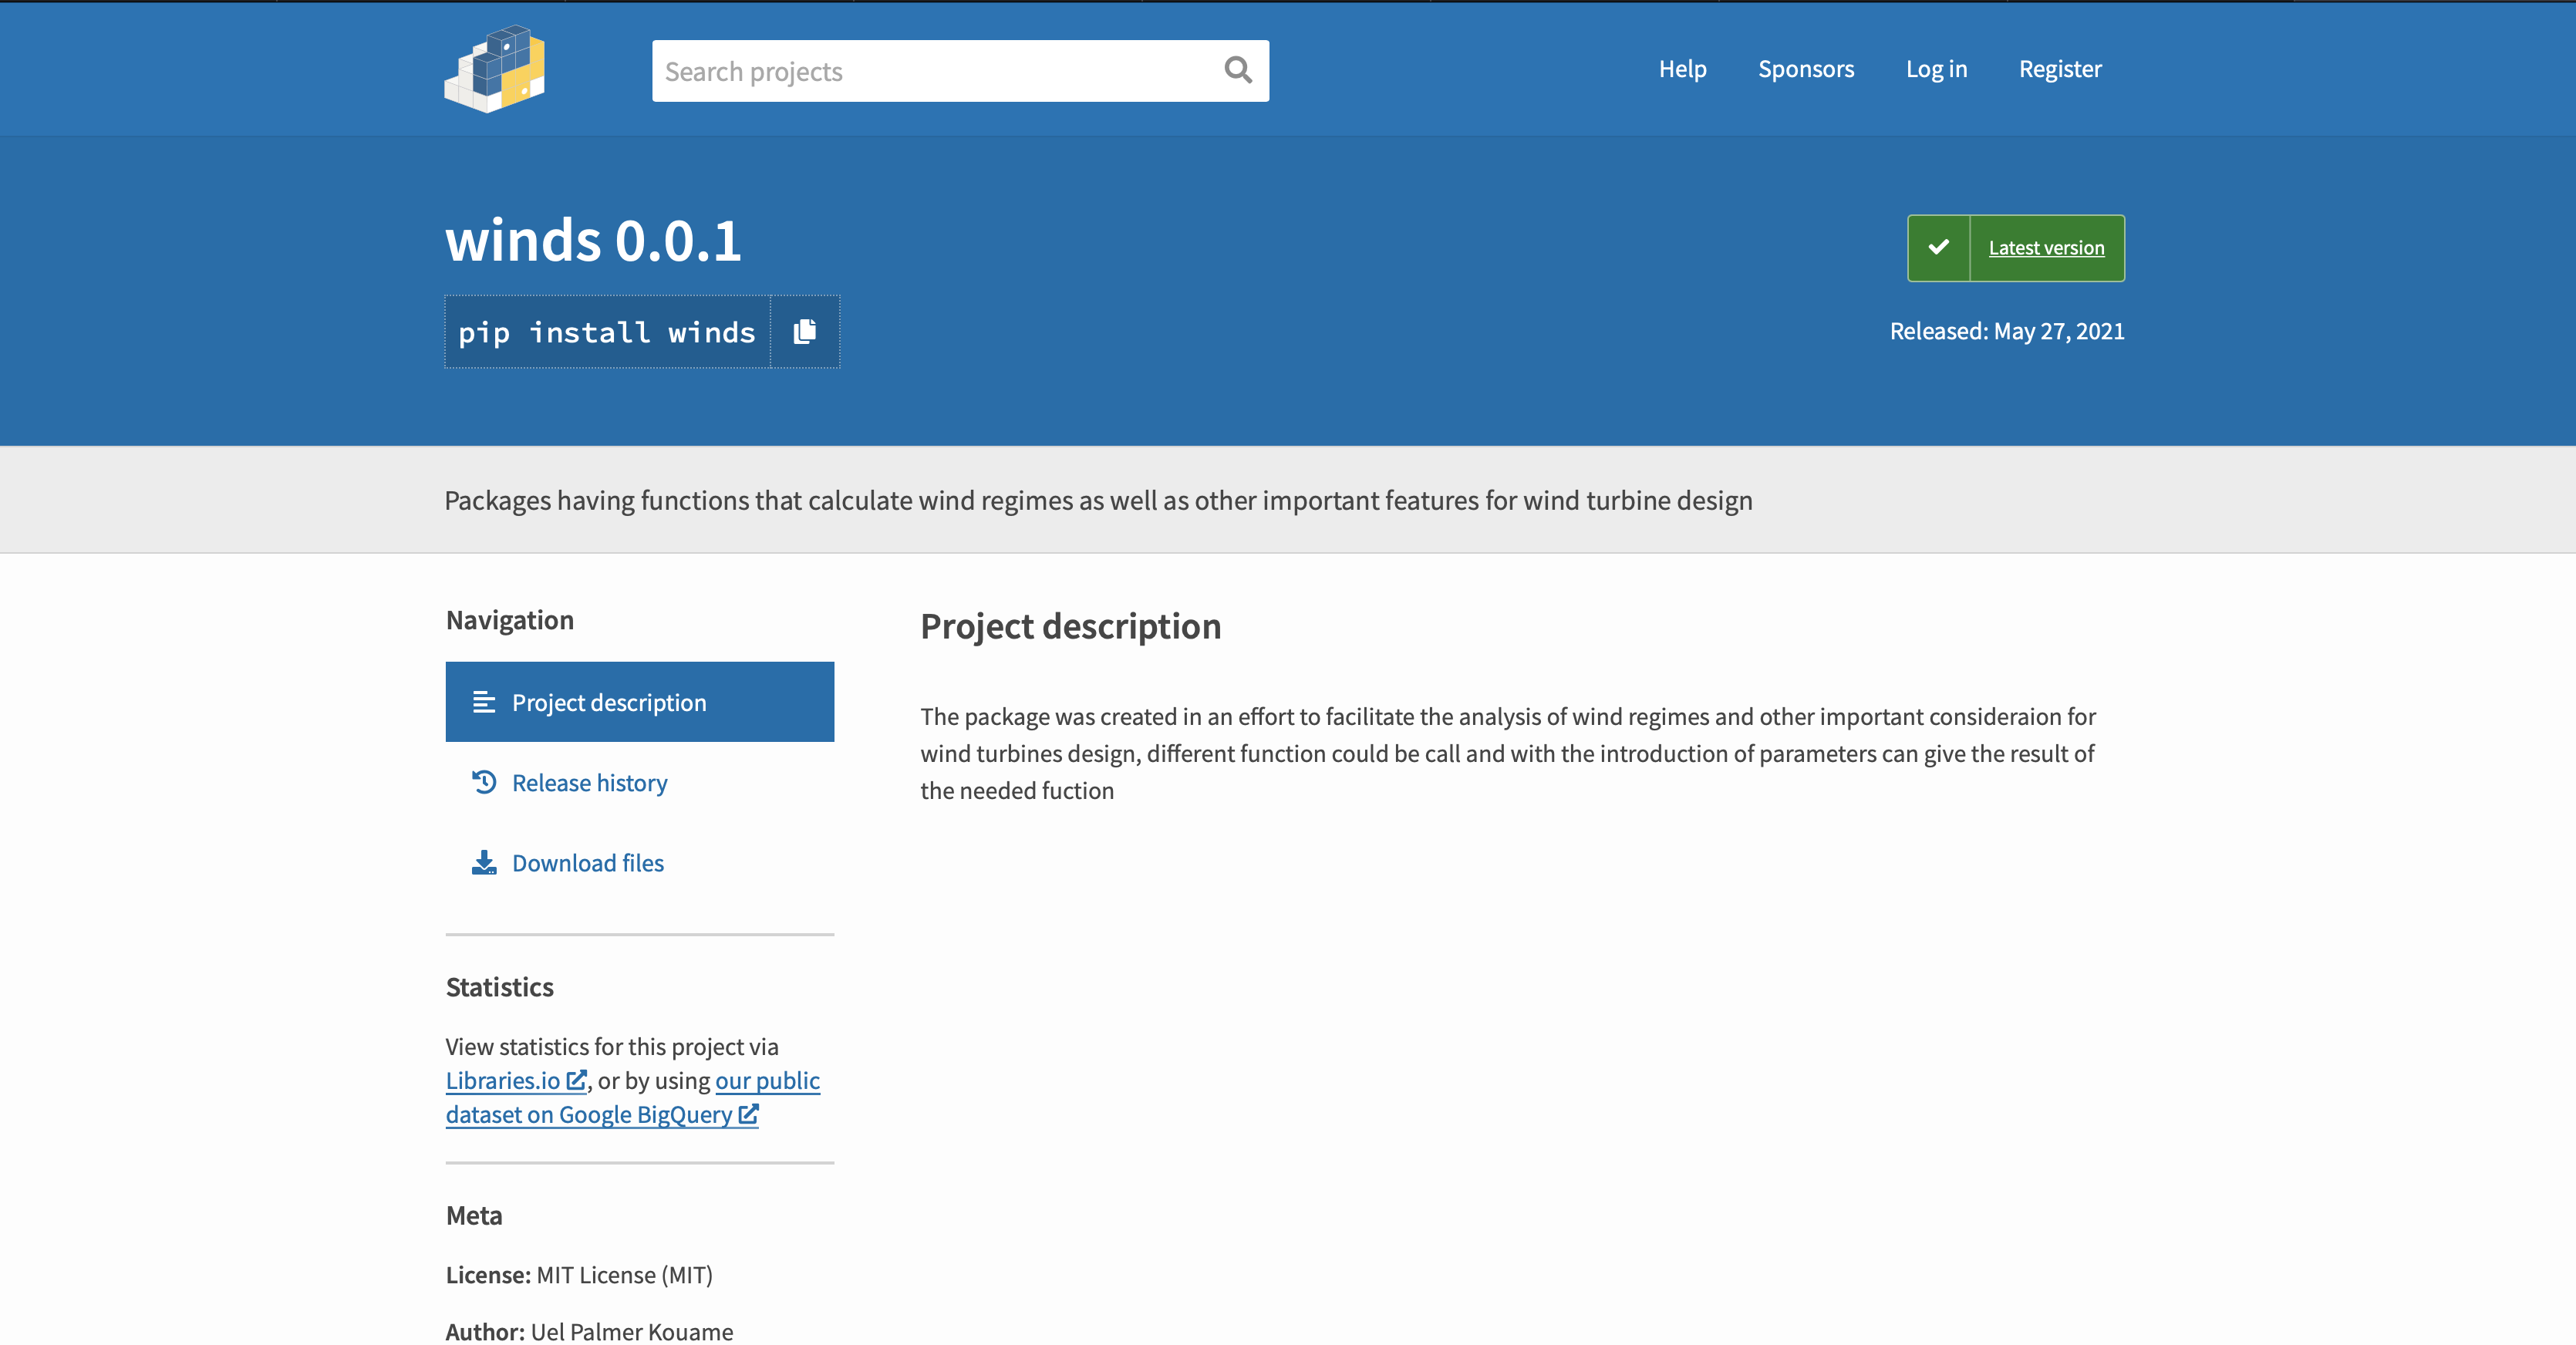 Search projects
Help
Sponsors
Log in
Register
winds 0.0.1
pip install winds
Latest version
Released: May 27, 2021
Packages having functions that calculate wind regimes as well as other important features for wind turbine design
Navigation
Project description
Release history
Download files
Statistics
View statistics for this project via
Libraries.io, or by using our public
dataset on Google BigQuery
Meta
License: MIT License (MIT)
Author: Uel Palmer Kouame
Project description
The package was created in an effort to facilitate the analysis of wind regimes and other important consideraion for
wind turbines design, different function could be call and with the introduction of parameters can give the result of
the needed fuction